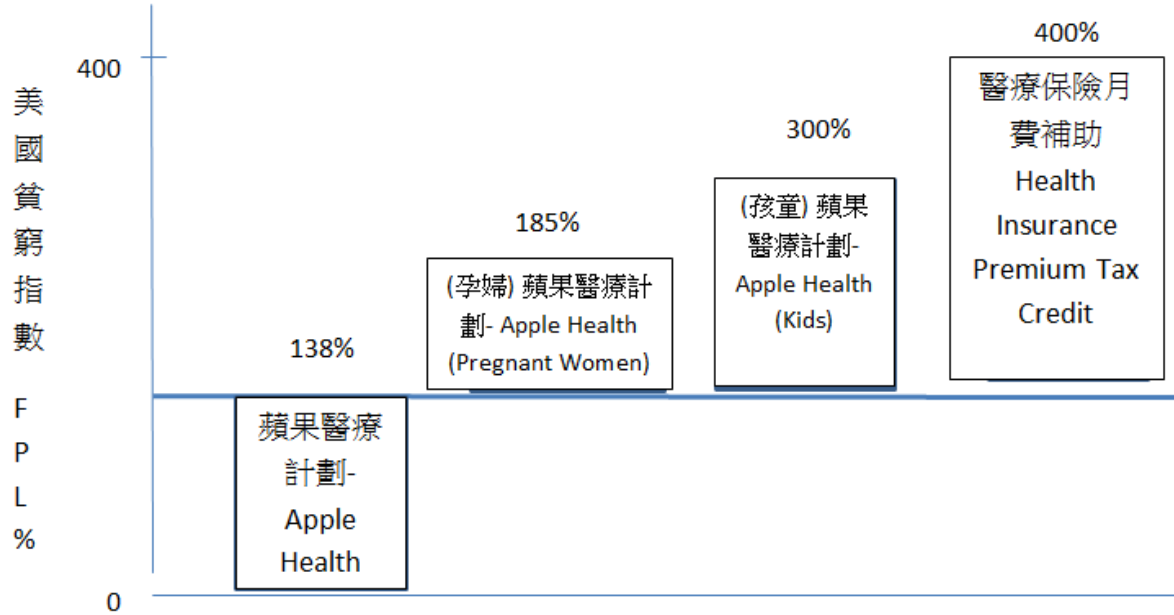 400%
400
醫療保險月
費補助
Health
Insurance
Premium Tax
Credit
300%
(孩童) 蘋果
醫療計劃-
Apple Health
(Kids)
185%
(孕婦) 蘋果醫療計
劃- Apple Health
(Pregnant Women)
138%
蘋果醫療
計劃-
Apple
Health
美
國
貧
窮
指
數
F
P
L
%
0